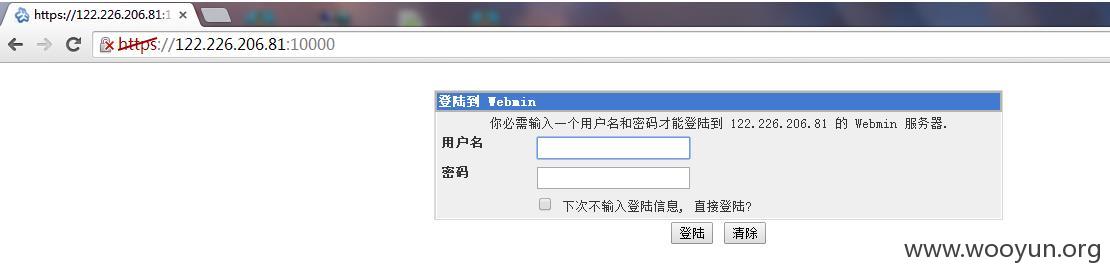 https://122.226.206.81:1
https://122.226.206.81:10000
登陆到 Webmin
你必需输入一个用户名和密码才能登陆到 122.226.206.81 的 Webmin 服务器.
用户名
密码
下次不输入登陆信息, 直接登陆?
登陆 清除
www.wooyun.org